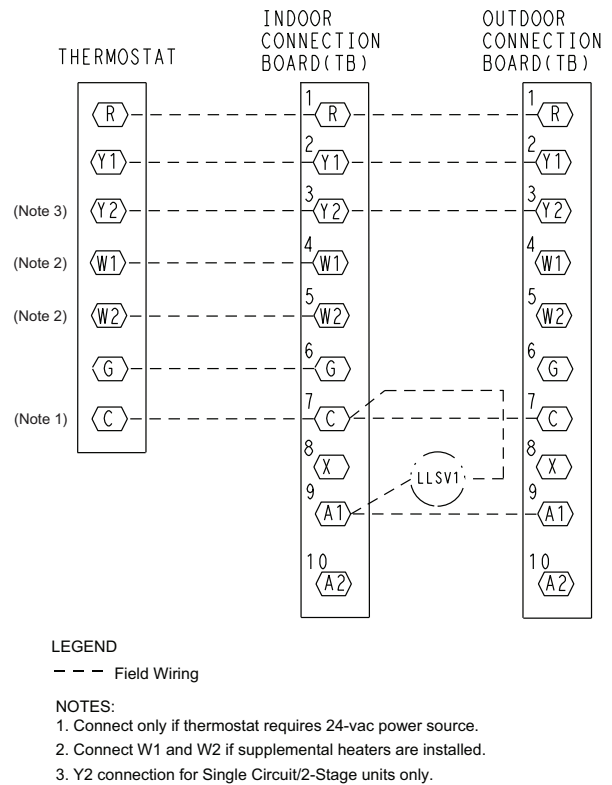 INDOOR
CONNECTION
BOARD(TB)
OUTDOOR
CONNECTION
BOARD(TB)
THERMOSTAT
R
1
R
1
R
Y1
2
Y1
2
Y1
(Note 3)
Y2
3
Y2
3
Y2
(Note 2)
W1
4
W1
4
W1
(Note 2)
W2
5
W2
5
W2
G
6
G
6
G
(Note 1)
C
7
C
7
C
8
X
8
X
LLSV1
9
A1
9
A1
10
A2
10
A2
LEGEND
Field Wiring
NOTES:
1. Connect only if thermostat requires 24-vac power source.
2. Connect W1 and W2 if supplemental heaters are installed.
3. Y2 connection for Single Circuit/2-Stage units only.